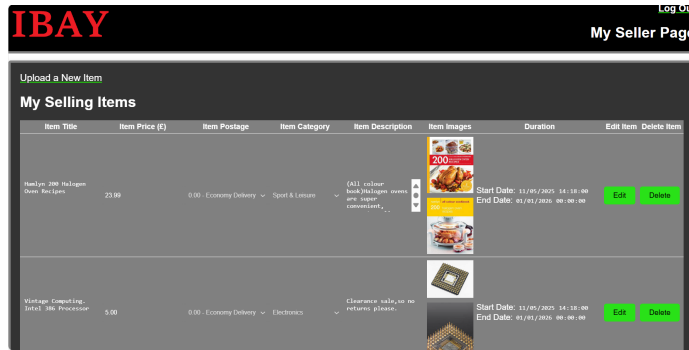 Log Ou
IBAY
My Seller Page
Upload a New Item
My Selling Items
Item Title Item Price (£) Item Postage Item Category Item Description Item Images Duration Edit Item Delete Item
Hamlyn 200 Halogen
Oven Recipes
23.99
0.00 - Economy Delivery
Sport & Leisure
(All colour
book)Halogen ovens
are super
convenient,
200
Start Date: 11/05/2025 14:18:00
End Date: 01/01/2026 00:00:00
Edit
Delete
Vintage Computing.
Intel 386 Processor
5.00
0.00 - Economy Delivery
Electronics
Clearance sale,so no
returns please.
Start Date: 11/05/2025 14:18:00
End Date: 01/01/2026 00:00:00
Edit
Delete